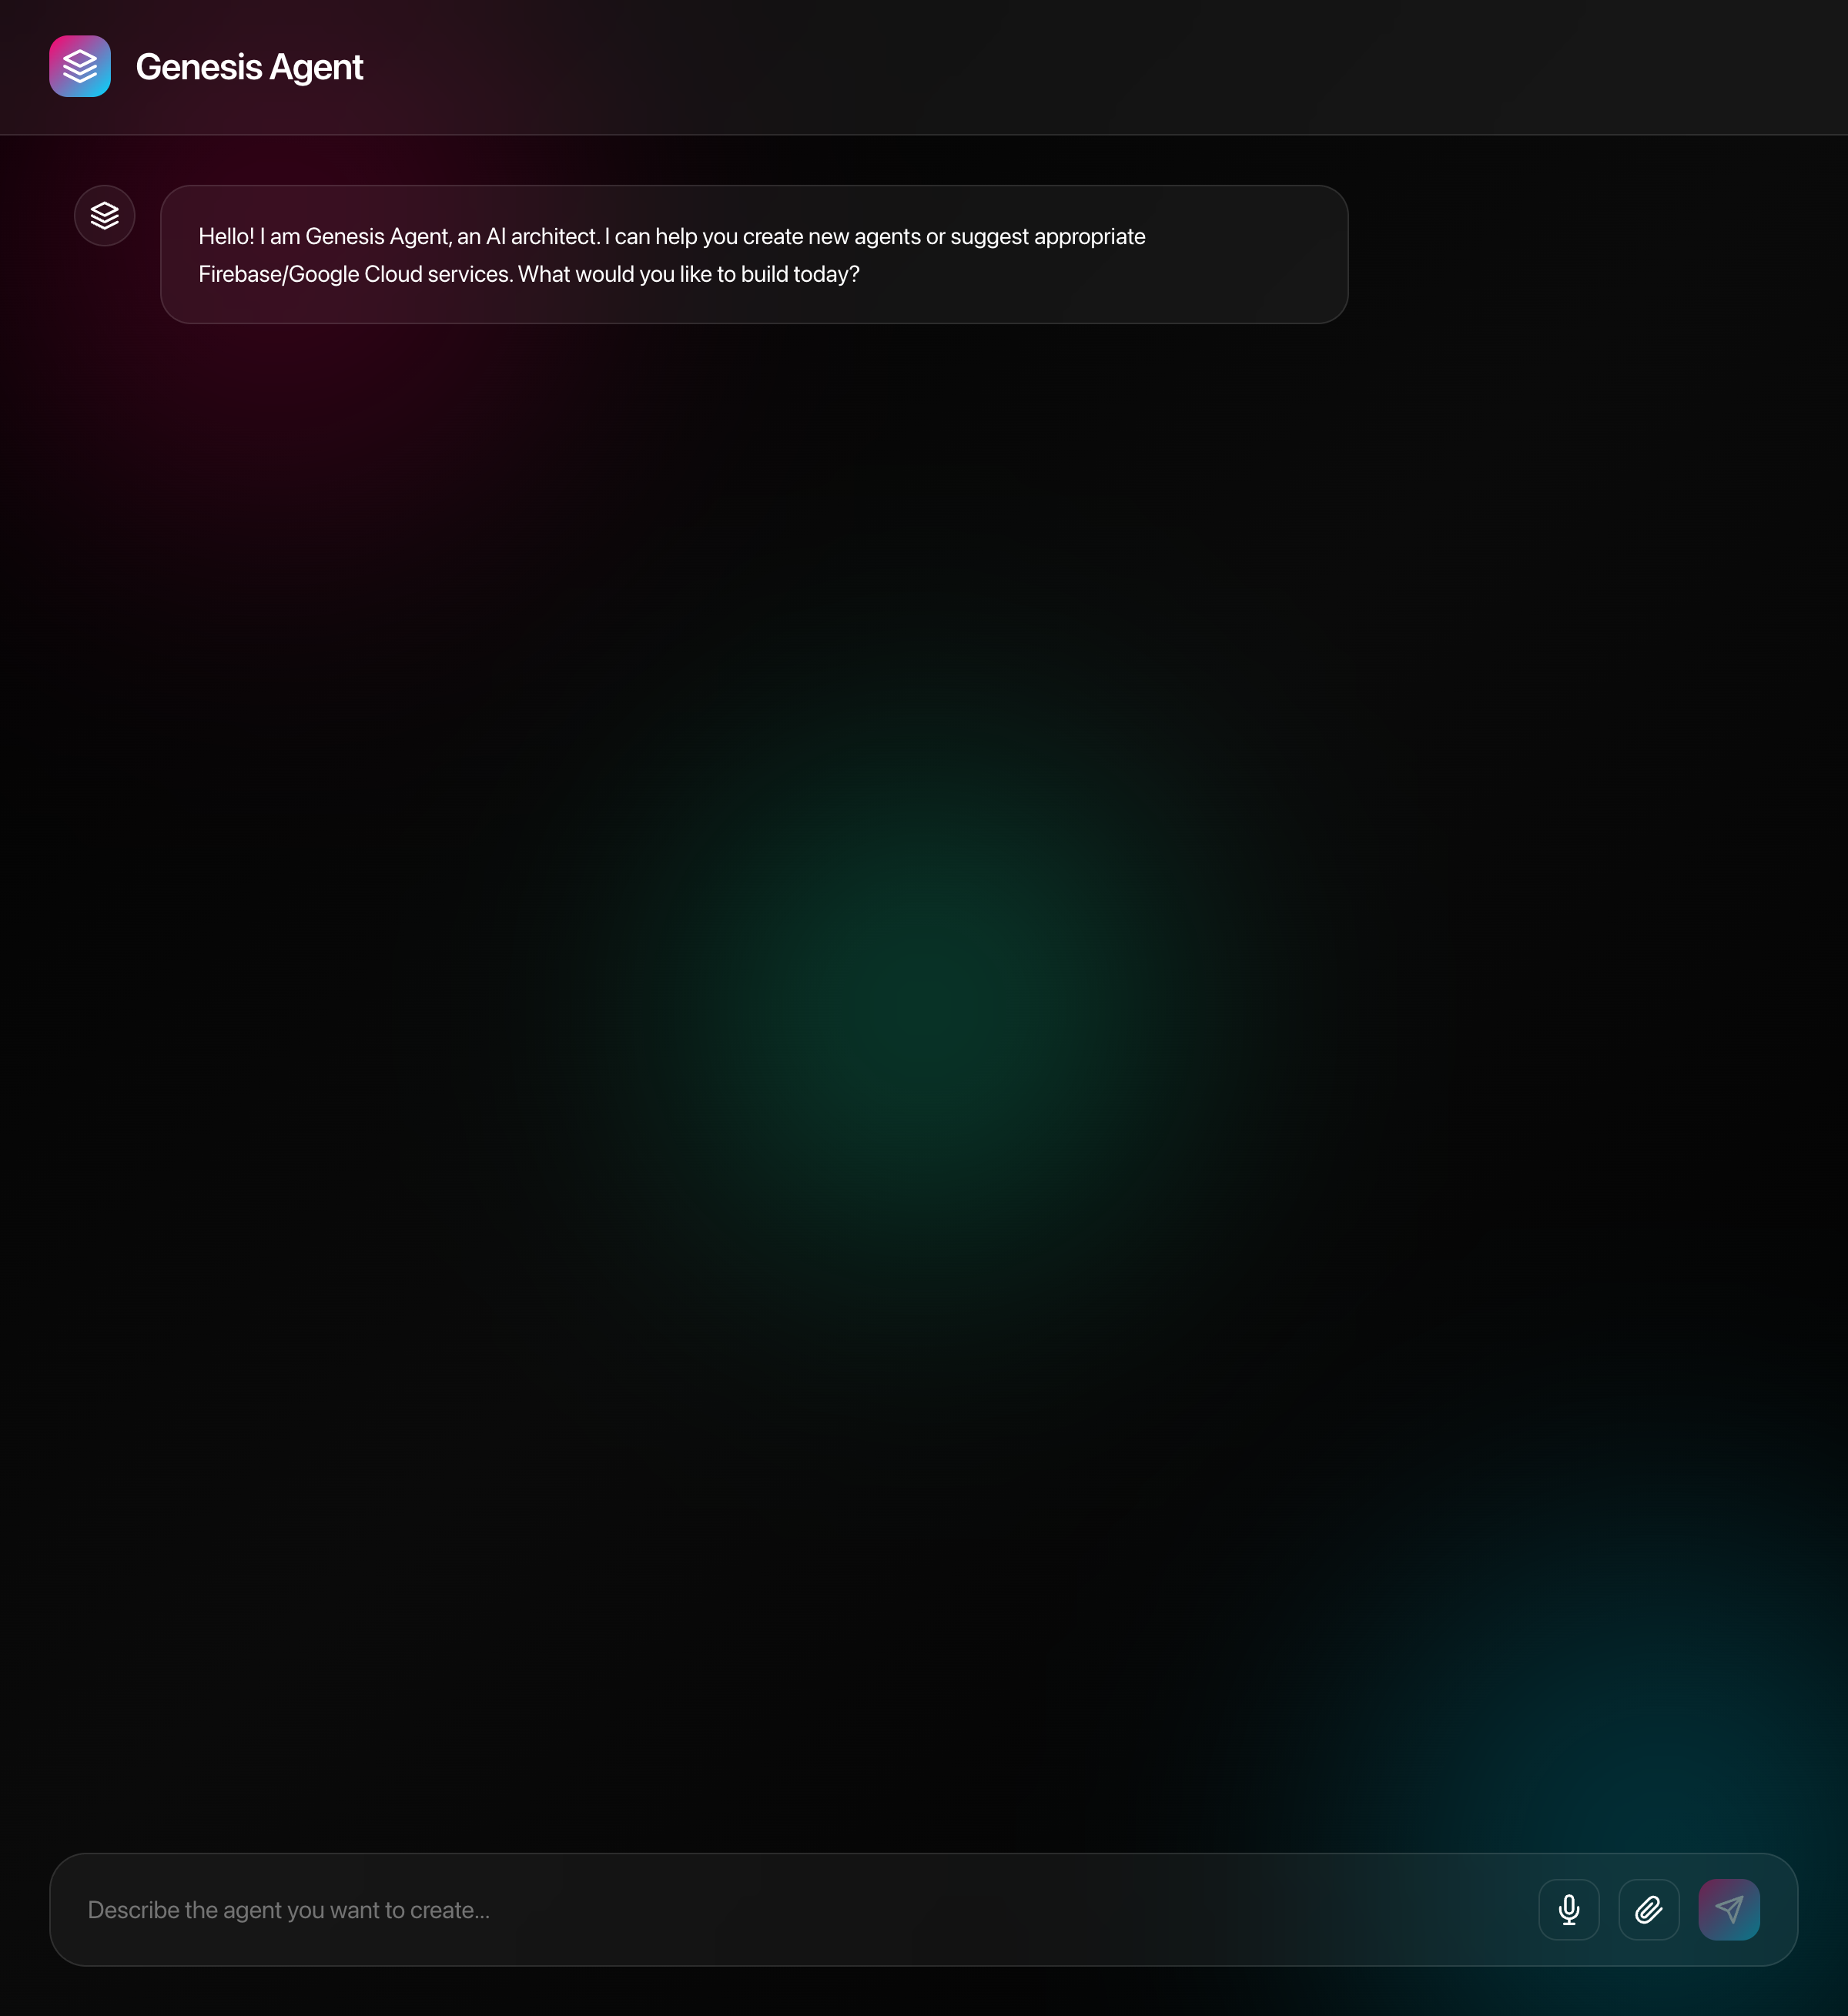 Genesis Agent
Hello! I am Genesis Agent, an AI architect. I can help you create new agents or suggest appropriate
Firebase/Google Cloud services. What would you like to build today?
Describe the agent you want to create...